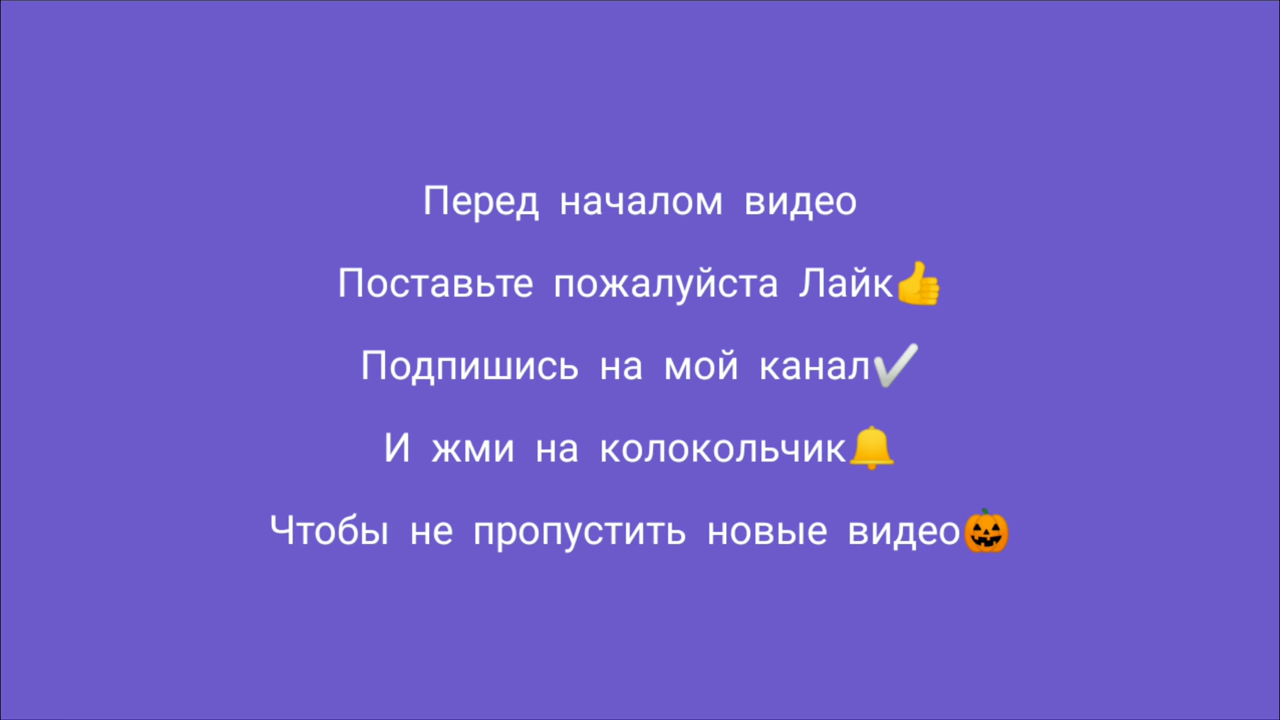 Перед началом видео
Поставьте пожалуйста Лайк👍
Подпишись на мой канал✔️
И жми на колокольчик🔔
Чтобы не пропустить новые видео🎃